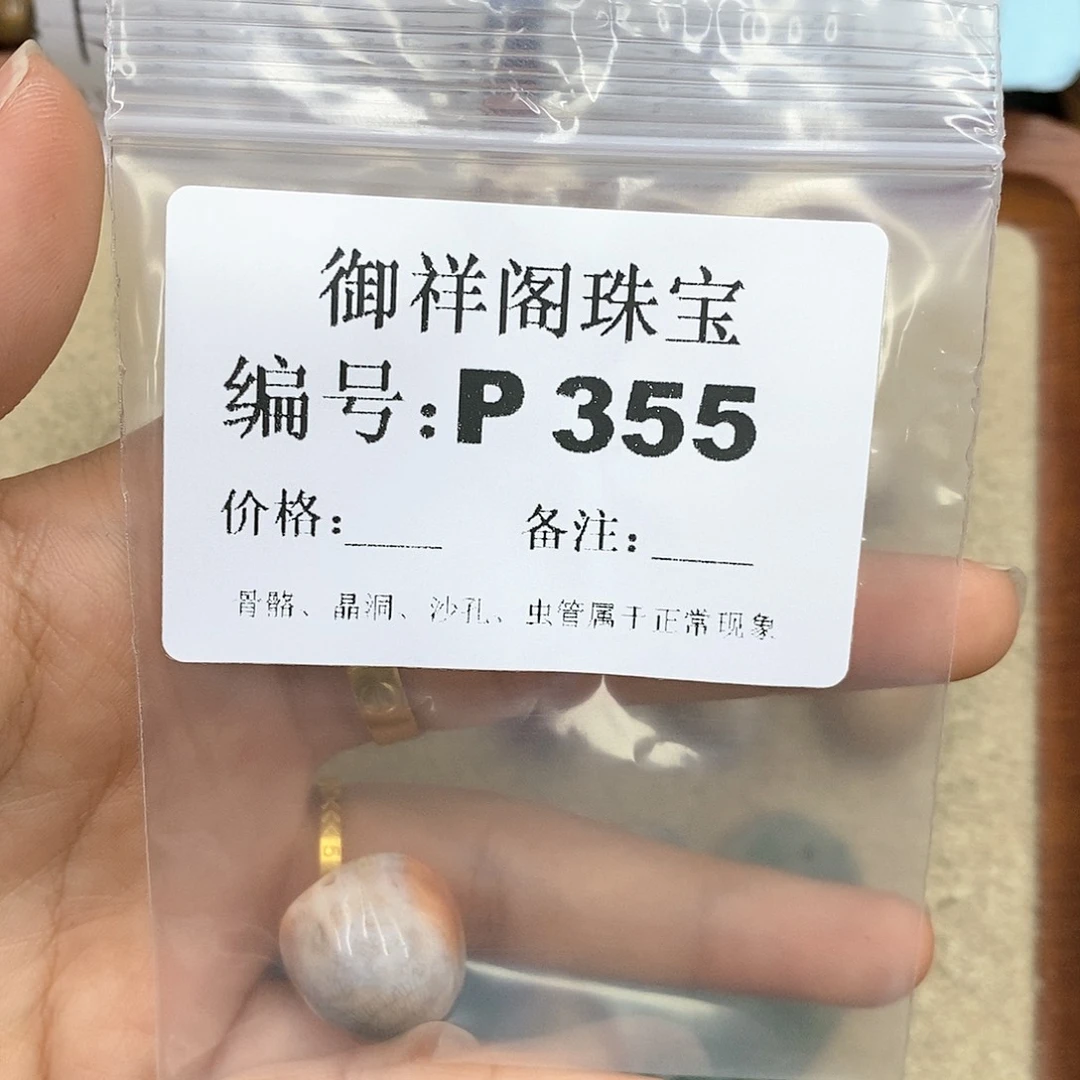 御祥阁珠宝
编号:P 355
价格:____ 备注:____
骨骼、晶洞、沙孔、虫管属于正常现象